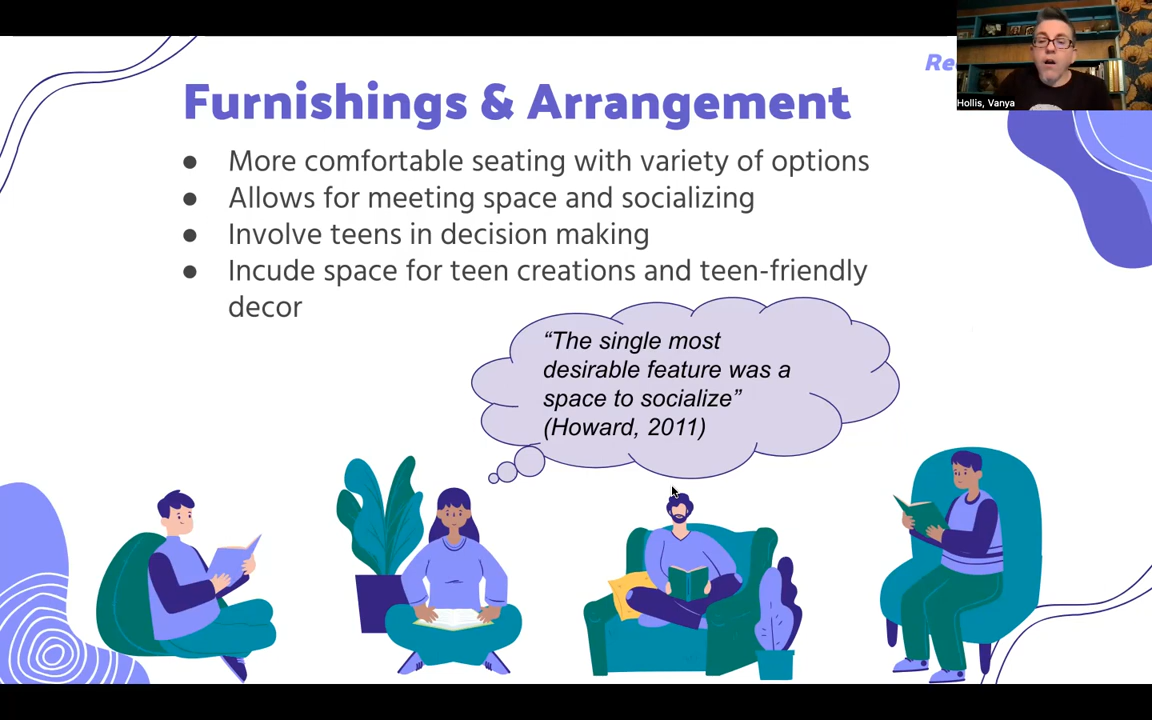 Furnishings & Arrangement
● More comfortable seating with variety of options
● Allows for meeting space and socializing
● Involve teens in decision making
● Incude space for teen creations and teen-friendly
decor
“The single most
desirable feature was a
space to socialize”
(Howard, 2011)
Hollis, Vanya